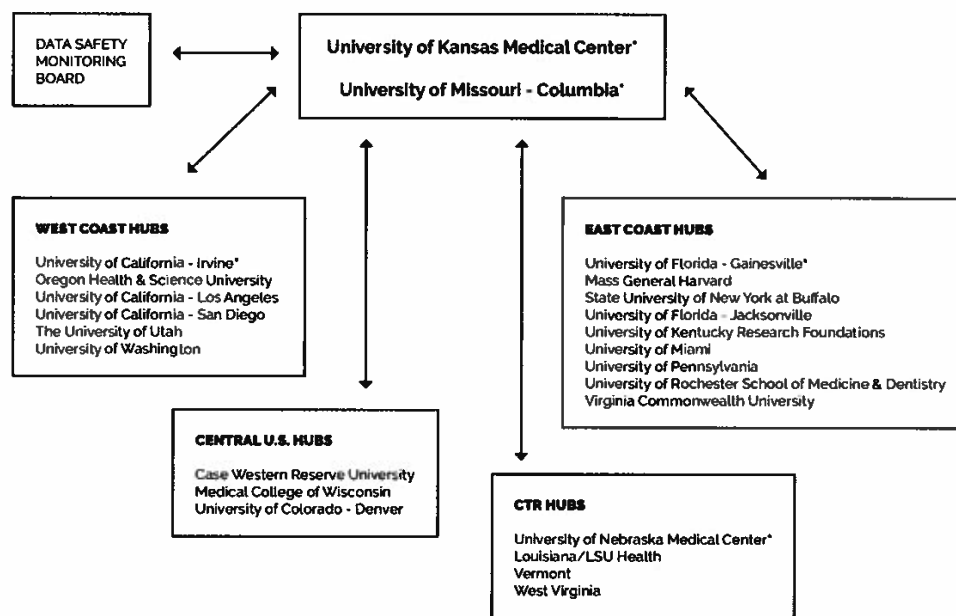 DATA SAFETY
MONITORING
BOARD
University of Kansas Medical Center*
University of Missouri - Columbia*
WEST COAST HUBS
University of California - Irvine*
Oregon Health & Science University
University of California - Los Angeles
University of California - San Diego
The University of Utah
University of Washington
EAST COAST HUBS
University of Florida - Gainesville*
Mass General Harvard
State University of New York at Buffalo
University of Florida - Jacksonville
University of Kentucky Research Foundations
University of Miami
University of Pennsylvania
University of Rochester School of Medicine & Dentistry
Virginia Commonwealth University
CENTRAL U.S. HUBS
Case Western Reserve University
Medical College of Wisconsin
University of Colorado - Denver
CTR HUBS
University of Nebraska Medical Center*
Louisiana/LSU Health
Vermont
West Virginia